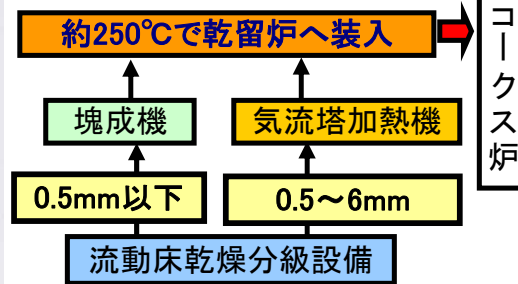 約250℃で乾留炉へ装入
コークス炉
塊成機
気流塔加熱機
0.5mm以下
0.5～6mm
流動床乾燥分級設備